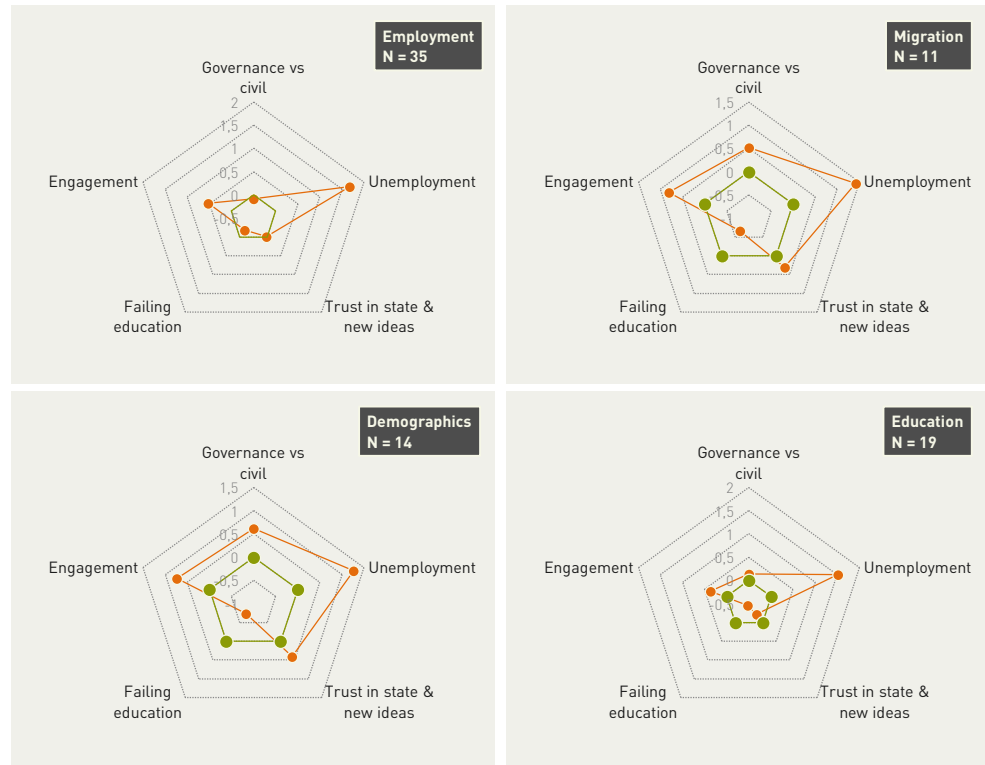 Employment
N = 35
Governance vs
civil
2
1,5
1
0,5
0
-0,5
Engagement
Unemployment
Failing
education
Trust in state &
new ideas
Migration
N = 11
Governance vs
civil
1,5
1
0,5
0
0,5
1
Engagement
Unemployment
Failing
education
Trust in state &
new ideas
Demographics
N = 14
Governance vs
civil
1,5
1
0,5
0
-0,5
-1
Engagement
Unemployment
Failing
education
Trust in state &
new ideas
Education
N = 19
Governance vs
civil
2
1,5
1
0,5
0
-0,5
Engagement
Unemployment
Failing
education
Trust in state &
new ideas